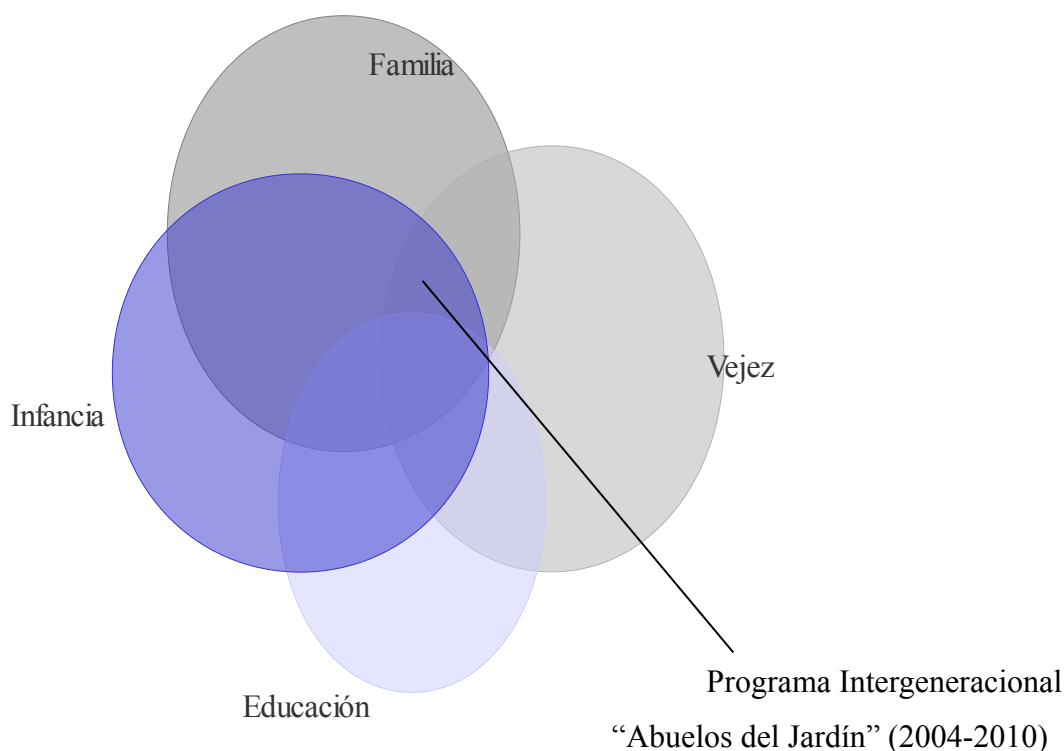 Familia
Vejez
Infancia
Educación
Programa Intergeneracional
“Abuelos del Jardín” (2004-2010)